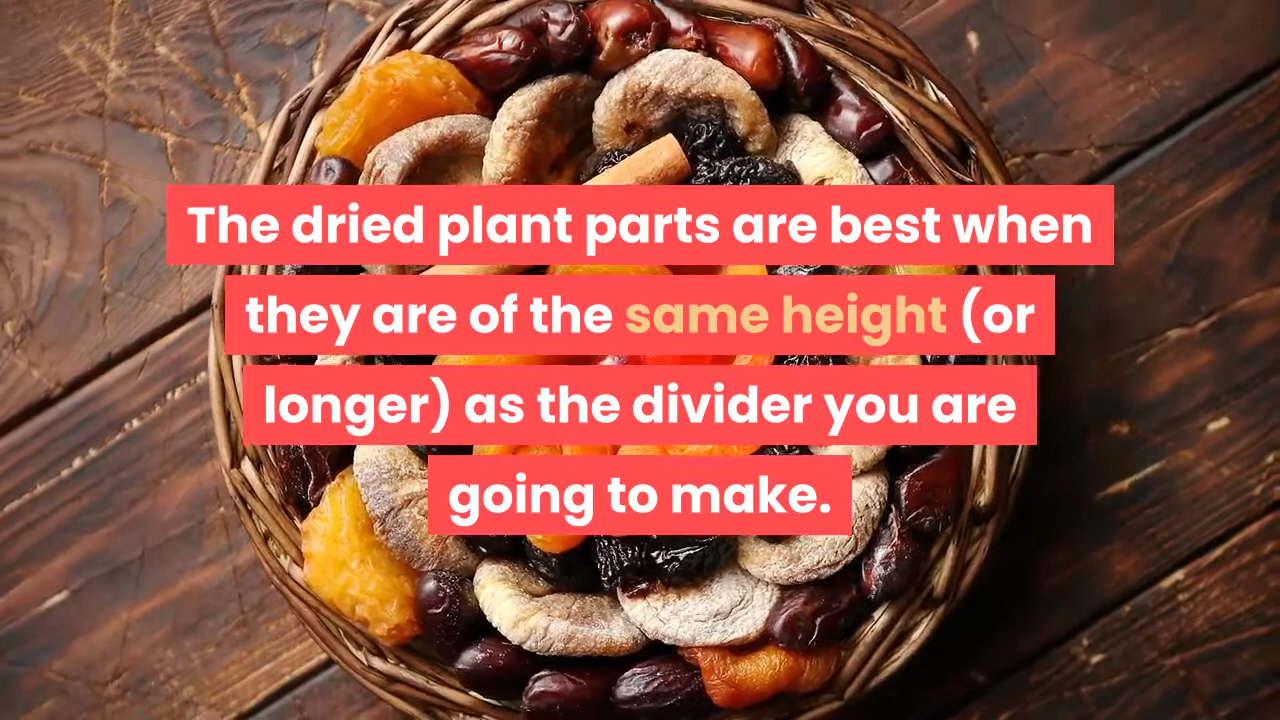 The dried plant parts are best when
they are of the same height (or
longer) as the divider you are
going to make.